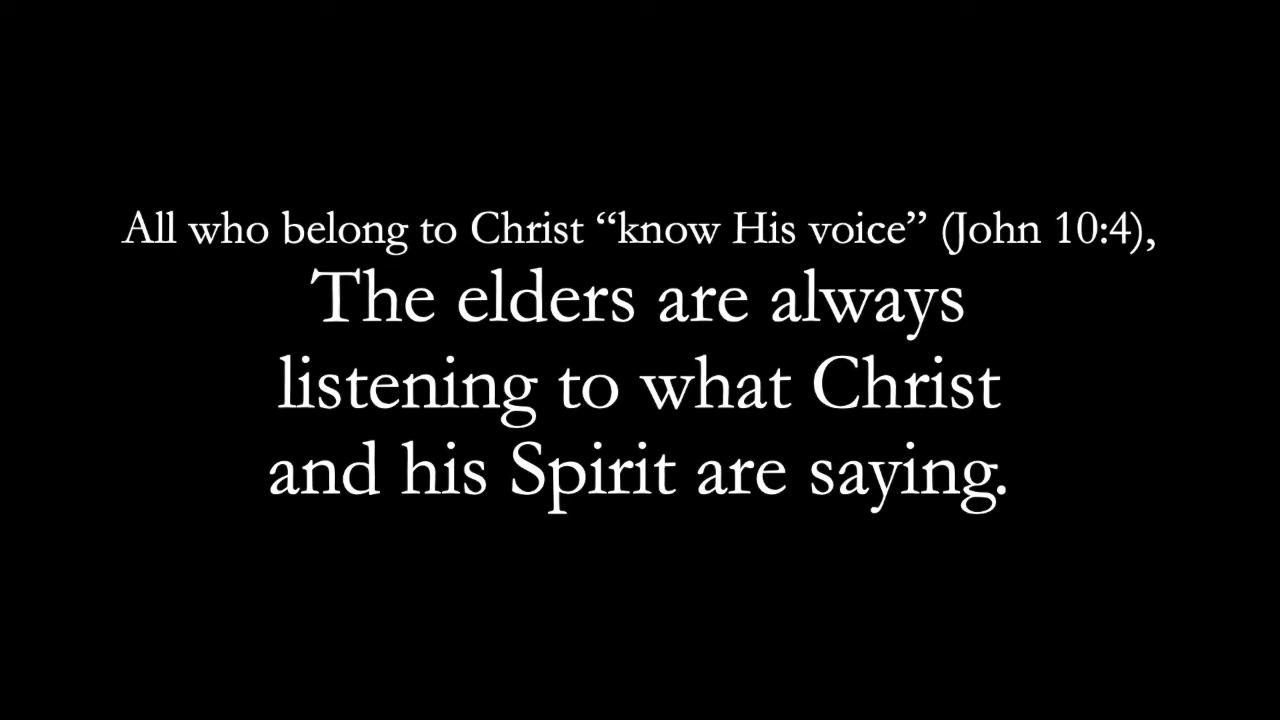 All who belong to Christ “know His voice” (John 10:4),
The elders are always
listening to what Christ
and his Spirit are saying.